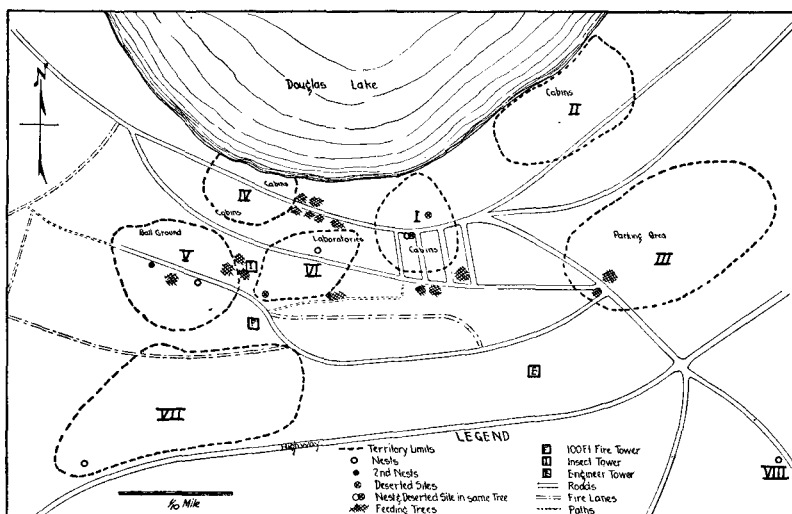 N
Douglas Lake
Cabins
II
IV
Cabins
Cabins
I
Cabins
Ball Ground
V
Laboratories
VI
I
Parking Area
III
F
E
VII
Highway
VIII
1/10 Mile
LEGEND
Territory Limits
Nests
2nd Nests
Deserted Sites
Nest & Deserted Site in same Tree
Feeding Trees
F 100 Ft Fire Tower
I Insect Tower
E Engineer Tower
Roads
Fire Lanes
Paths